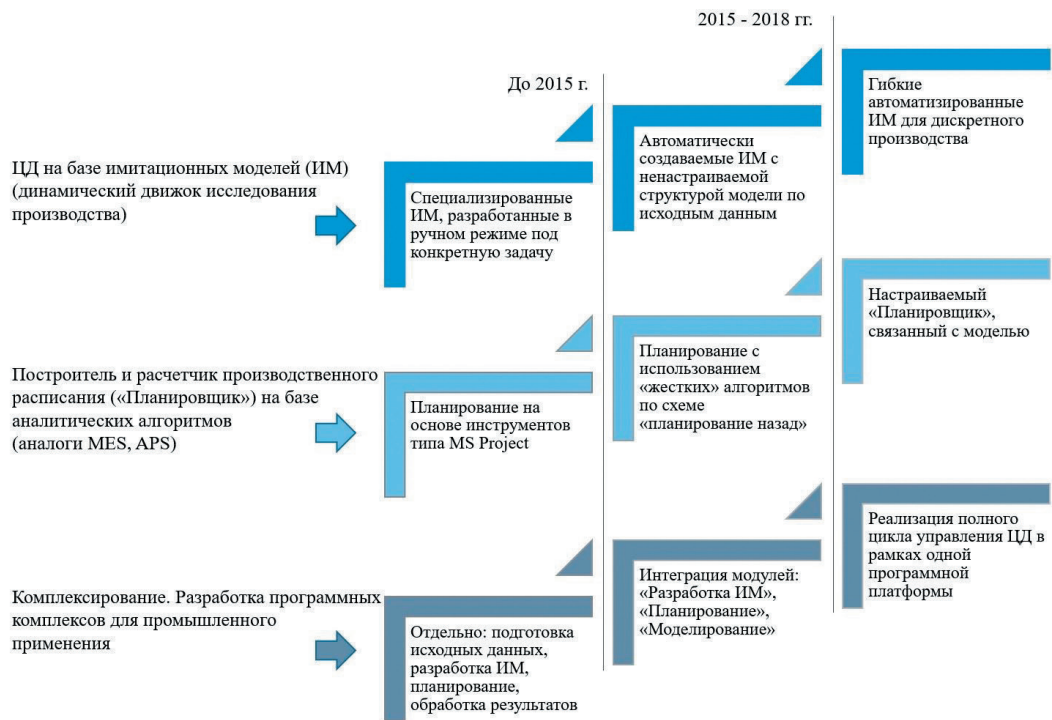 2015 - 2018 гг.
До 2015 г.
ЦД на базе имитационных моделей (ИМ)
(динамический движок исследования
производства)
Специализированные
ИМ, разработанные в
ручном режиме под
конкретную задачу
Автоматически
создаваемые ИМ с
ненастраиваемой
структурой модели по
исходным данным
Гибкие
автоматизированные
ИМ для дискретного
производства
Построитель и расчетчик производственного
расписания («Планировщик») на базе
аналитических алгоритмов
(аналоги MES, APS)
Планирование на
основе инструментов
типа MS Project
Планирование с
использованием
«жестких» алгоритмов
по схеме
«планирование назад»
Настраиваемый
«Планировщик»,
связанный с моделью
Комплексирование. Разработка программных
комплексов для промышленного
применения
Отдельно: подготовка
исходных данных,
разработка ИМ,
планирование,
обработка результатов
Интеграция модулей:
«Разработка ИМ»,
«Планирование»,
«Моделирование»
Реализация полного
цикла управления ЦД в
рамках одной
программной
платформы